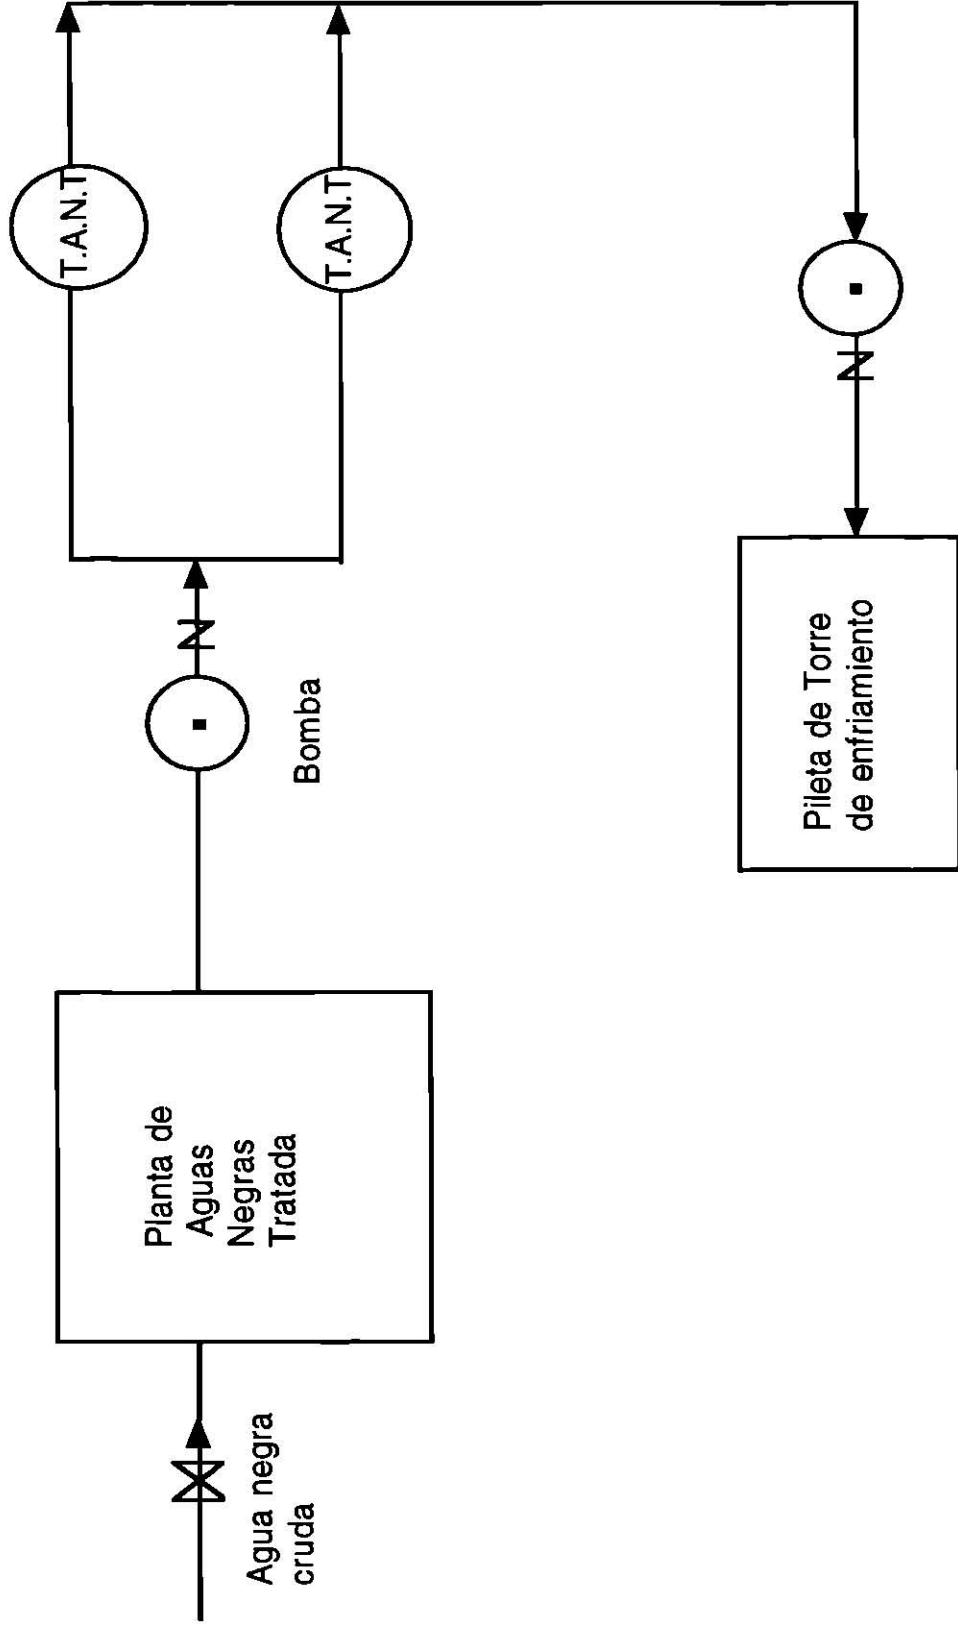 Agua negra
cruda
Planta de
Aguas
Negras
Tratada
Bomba
T.A.N.T
T.A.N.T
Pileta de Torre
de enfriamiento